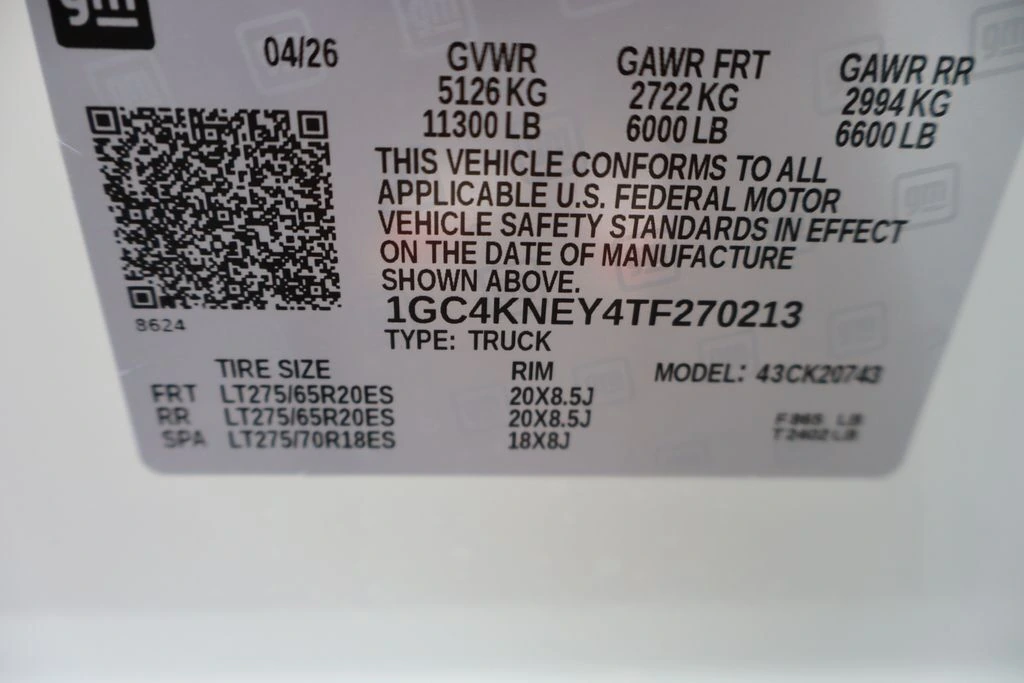 gm
04/26
GVWR GAWR FRT GAWR RR
5126 KG 2722 KG 2994 KG
11300 LB 6000 LB 6600 LB
THIS VEHICLE CONFORMS TO ALL
APPLICABLE U.S. FEDERAL MOTOR
VEHICLE SAFETY STANDARDS IN EFFECT
ON THE DATE OF MANUFACTURE
SHOWN ABOVE.
8624
1GC4KNEY4TF270213
TYPE: TRUCK
TIRE SIZE RIM MODEL: 43CK20743
FRT LT275/65R20ES 20X8.5J
RR LT275/65R20ES 20X8.5J
SPA LT275/70R18ES 18X8J
LB
LB